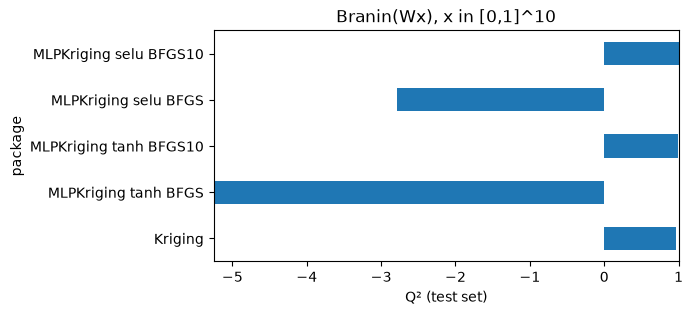 Branin(Wx), x in [0,1]^10
MLPKriging selu BFGS10
MLPKriging selu BFGS
MLPKriging tanh BFGS10
MLPKriging tanh BFGS
Kriging
package
−5 −4 −3 −2 −1 0 1
Q² (test set)